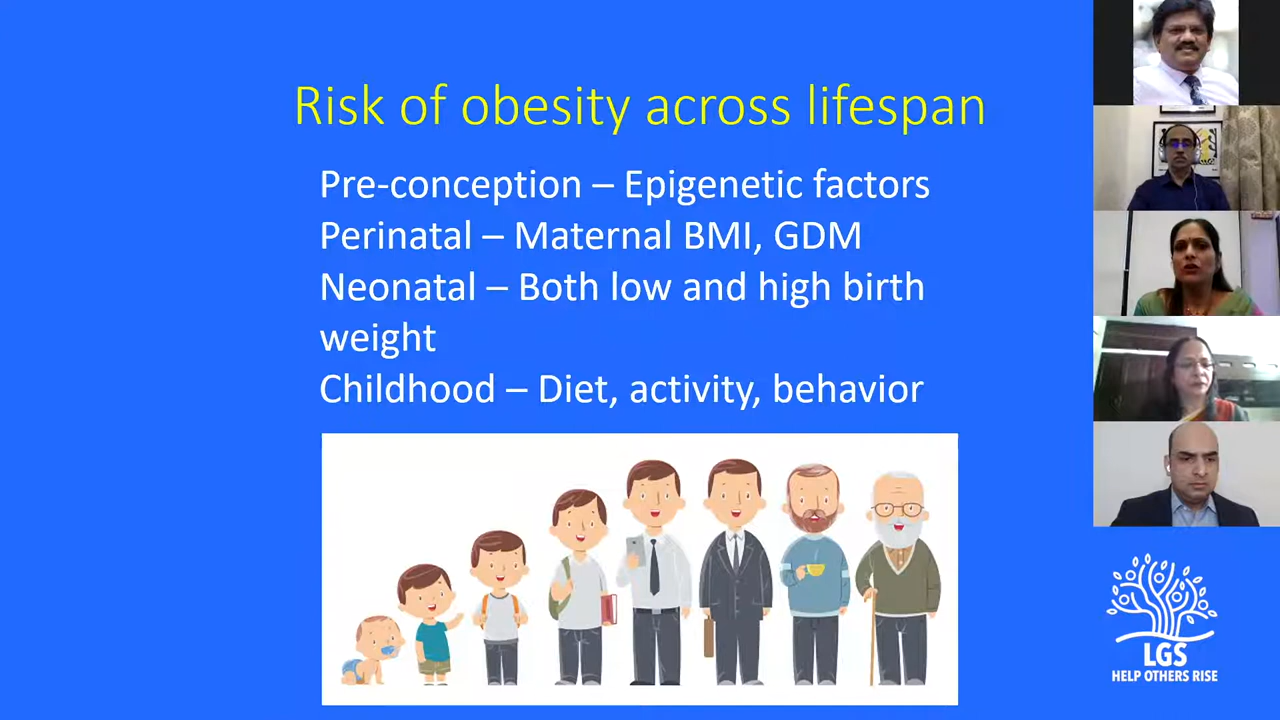 Risk of obesity across lifespan
Pre-conception – Epigenetic factors
Perinatal – Maternal BMI, GDM
Neonatal – Both low and high birth
weight
Childhood – Diet, activity, behavior
LGS
HELP OTHERS RISE